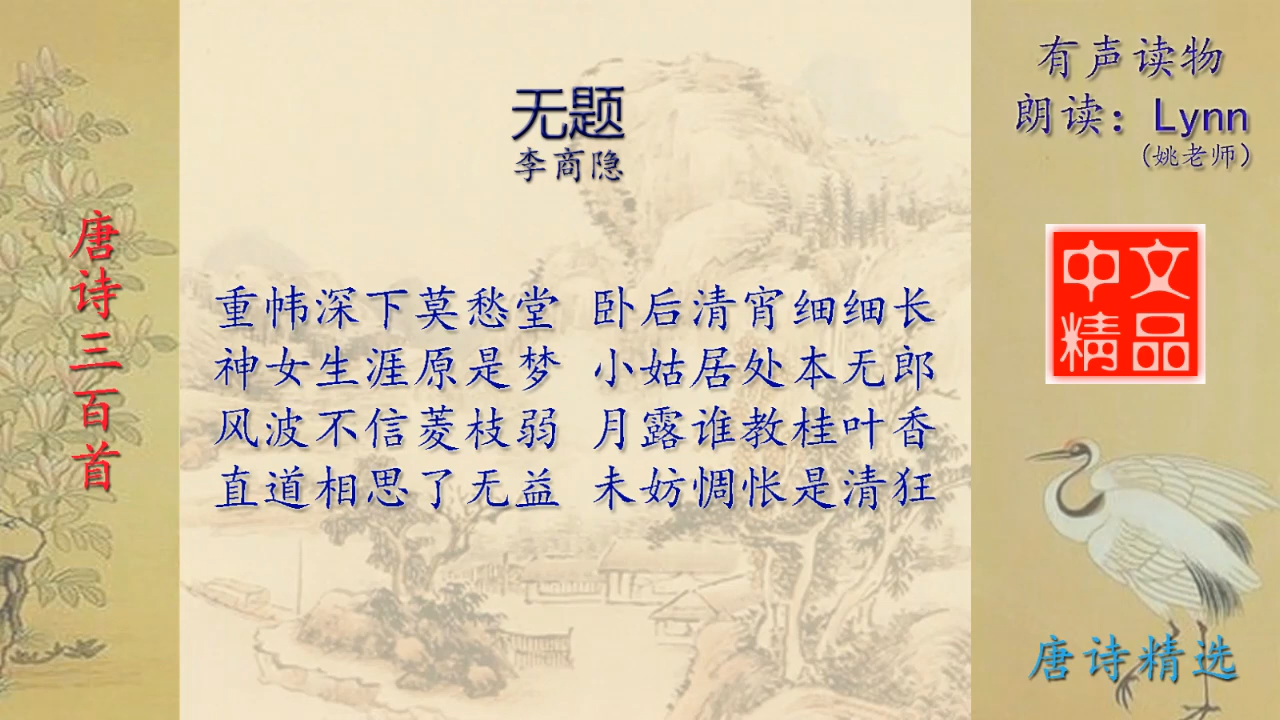 无题
李商隐
重帏深下莫愁堂 卧后清宵细细长
神女生涯原是梦 小姑居处本无郎
风波不信菱枝弱 月露谁教桂叶香
直道相思了无益 未妨惆怅是清狂
唐诗三百首
有声读物
朗读：Lynn
（姚老师）
中文
精品
唐诗精选